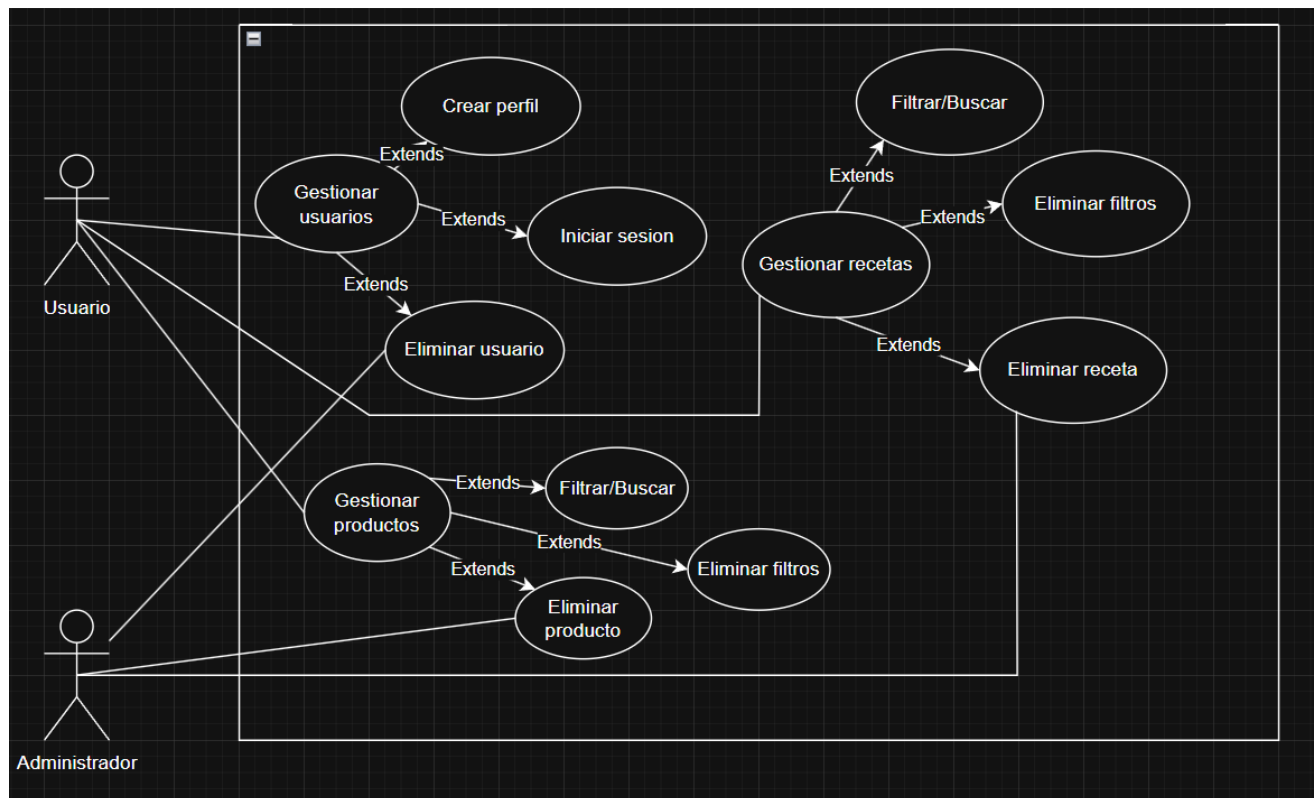 Crear perfil
Filtrar/Buscar
Extends
Gestionar
usuarios
Extends
Iniciar sesion
Extends
Eliminar usuario
Usuario
Extends
Extends
Eliminar filtros
Gestionar recetas
Extends
Eliminar receta
Gestionar
productos
Extends
Filtrar/Buscar
Extends
Eliminar filtros
Extends
Eliminar
producto
Administrador